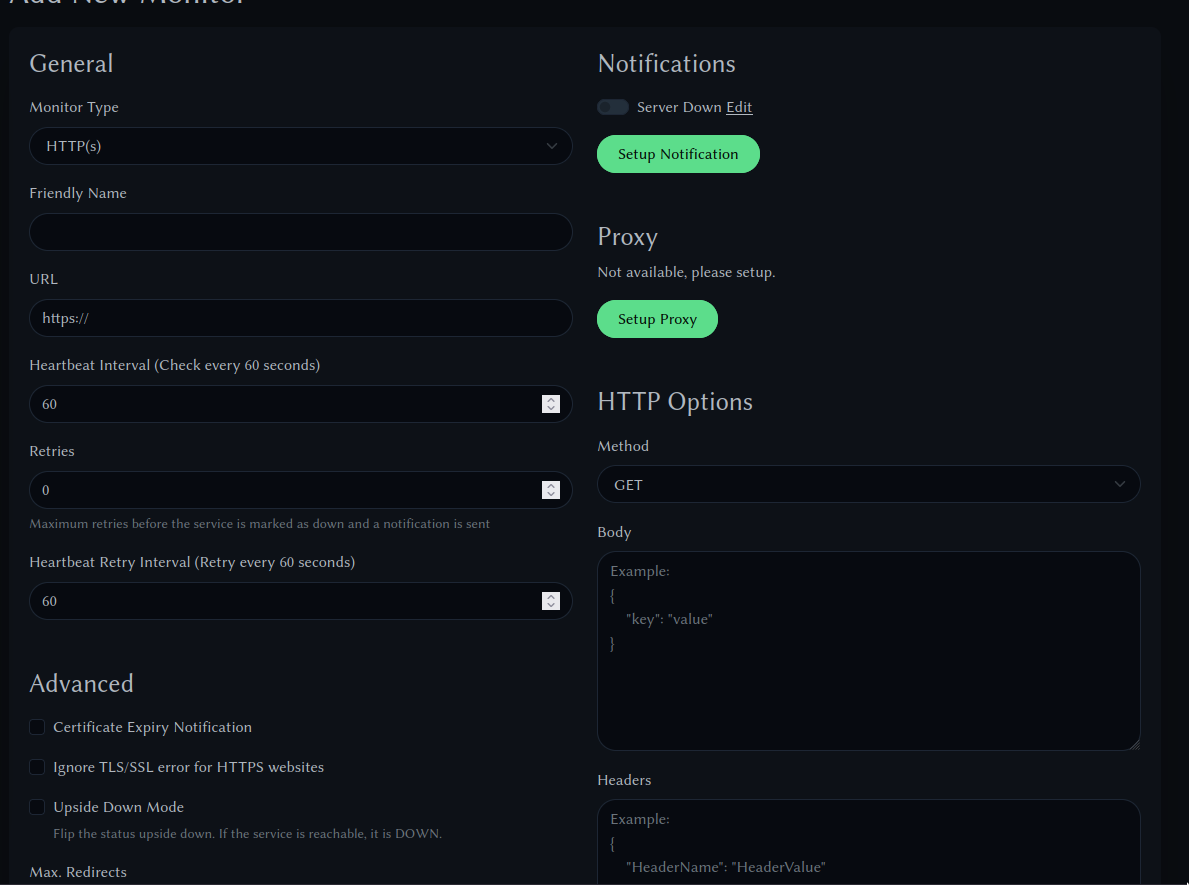 Add New Monitor
General
Monitor Type
HTTP(s)
Friendly Name
URL
https://
Heartbeat Interval (Check every 60 seconds)
60
Retries
0
Maximum retries before the service is marked as down and a notification is sent
Heartbeat Retry Interval (Retry every 60 seconds)
60
Advanced
Certificate Expiry Notification
Ignore TLS/SSL error for HTTPS websites
Upside Down Mode
Flip the status upside down. If the service is reachable, it is DOWN.
Max. Redirects
Notifications
Server Down Edit
Setup Notification
Proxy
Not available, please setup.
Setup Proxy
HTTP Options
Method
GET
Body
Example:
{
"key": "value"
}
Headers
Example:
{
"HeaderName": "HeaderValue"